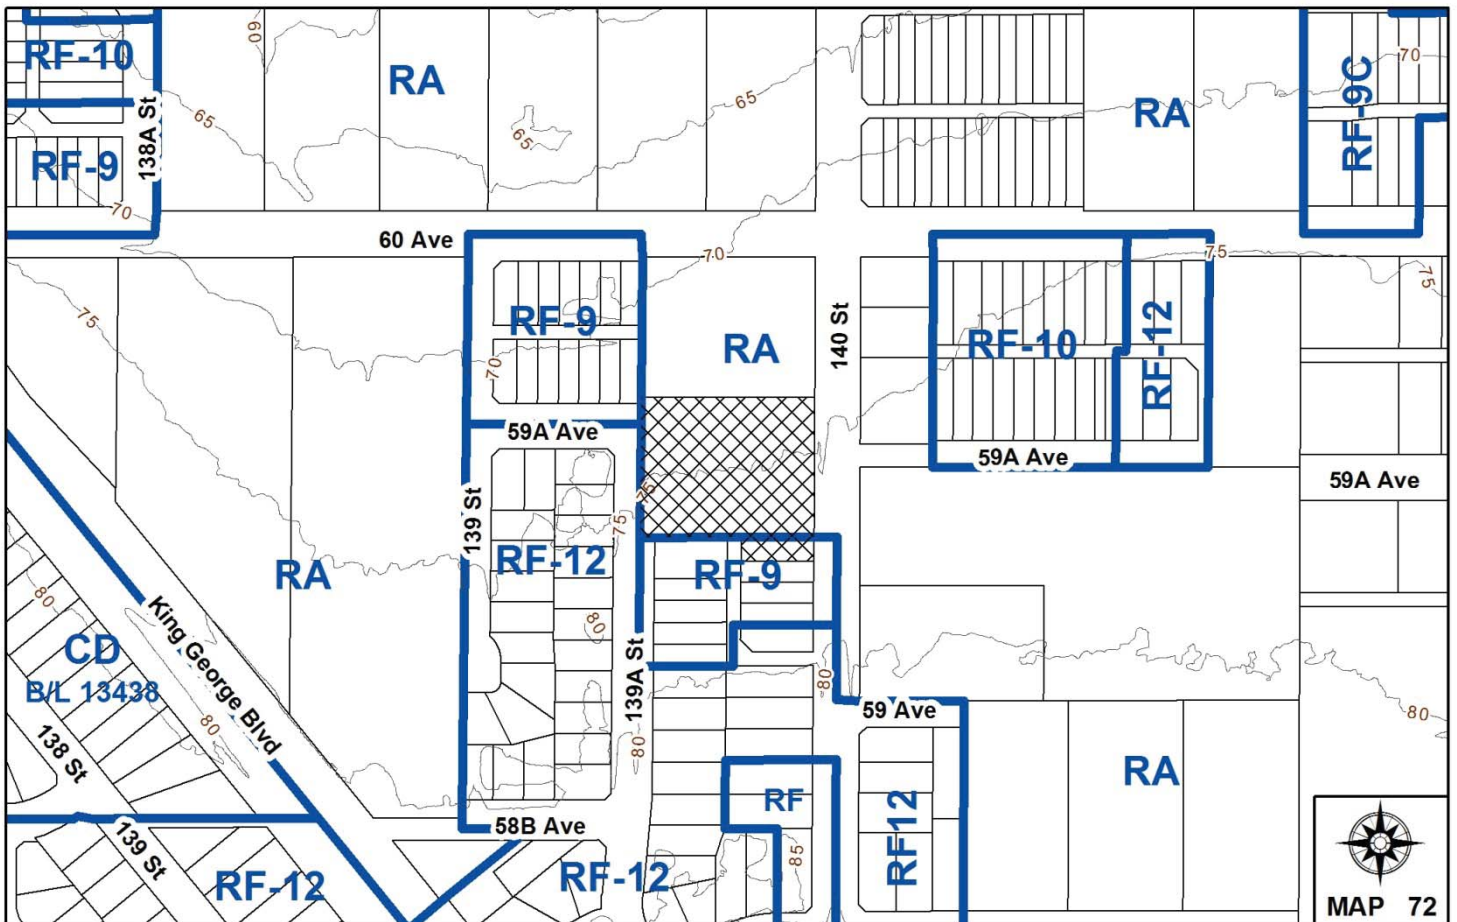 RF-10
60
RA
65
65
65
138A St
RF-9
70
RA
70
RF-9C
60 Ave
70
75
75
75
RF-9
RA
140 St
RF-10
RF-12
70
59A Ave
59A Ave
59A Ave
75
75
139 St
RF-12
RA
RF-9
80
80
King George Blvd
CD
B/L 13438
80
138 St
139A St
80
80
59 Ave
80
RA
RF
RF12
58B Ave
139 St
85
RF-12
RF-12
MAP 72